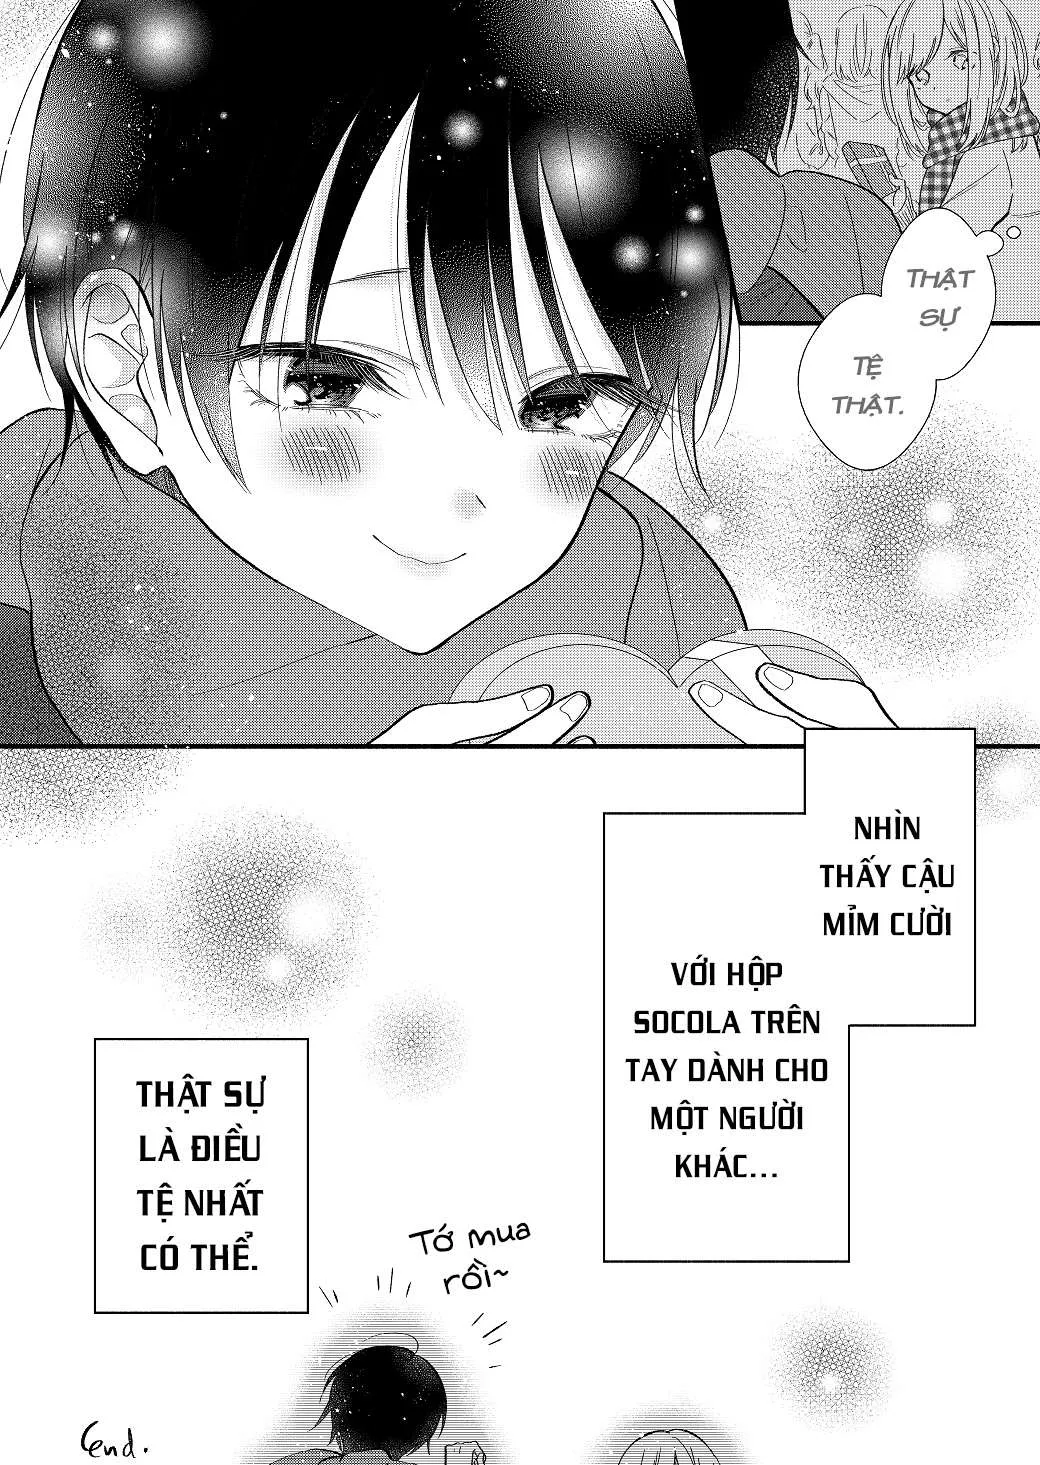 THẬT
SỰ
TỆ
THẬT.
NHÌN
THẤY CẬU
MỈM CƯỜI
VỚI HỘP
SOCOLA TRÊN
TAY DÀNH CHO
MỘT NGƯỜI
KHÁC...
THẬT SỰ
LÀ ĐIỀU
TỆ NHẤT
CÓ THỂ.
Tớ mua
rồi~
End.